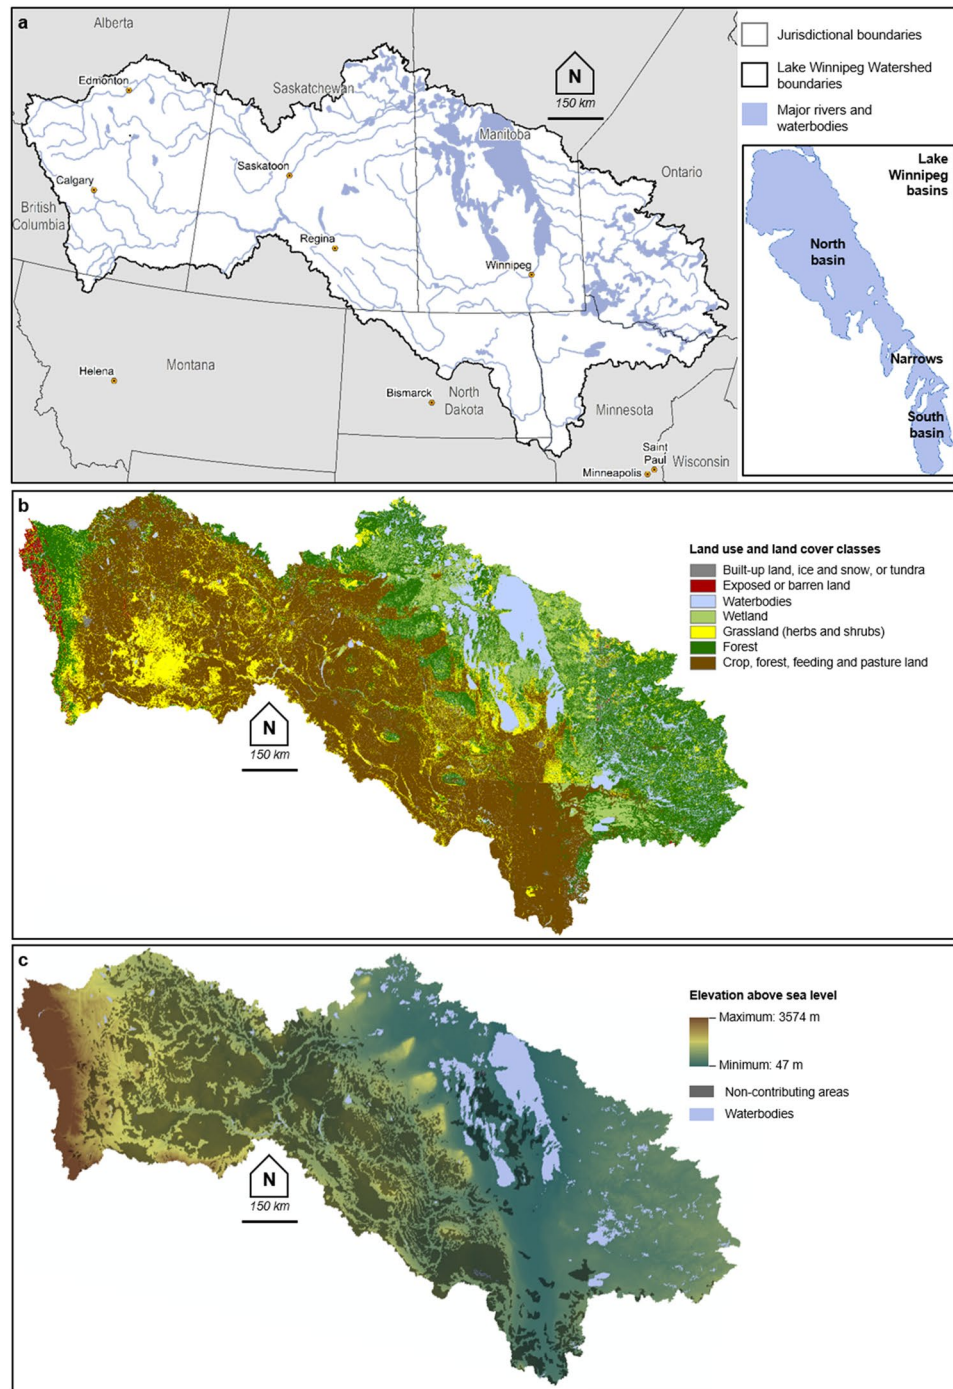 a
Alberta
Edmonton
Saskatchewan
N
150 km
Manitoba
Saskatoon
Ontario
Calgary
British
Columbia
Regina
Winnipeg
Helena
Montana
Bismarck
North
Dakota
Minnesota
Saint
Paul
Minneapolis
Wisconsin
Jurisdictional boundaries
Lake Winnipeg Watershed
boundaries
Major rivers and
waterbodies
Lake
Winnipeg
basins
North
basin
Narrows
South
basin
b
N
150 km
Land use and land cover classes
Built-up land, ice and snow, or tundra
Exposed or barren land
Waterbodies
Wetland
Grassland (herbs and shrubs)
Forest
Crop, forest, feeding and pasture land
c
N
150 km
Elevation above sea level
Maximum: 3574 m
Minimum: 47 m
Non-contributing areas
Waterbodies